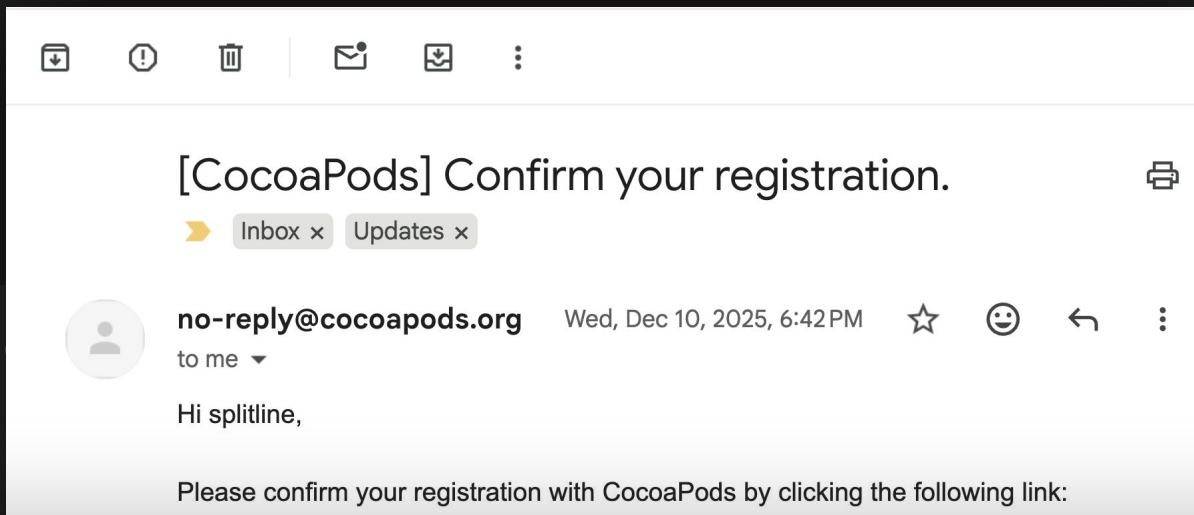 [CocoaPods] Confirm your registration.
Inbox × Updates ×
no-reply@cocoapods.org Wed, Dec 10, 2025, 6:42 PM
to me
Hi splitline,
Please confirm your registration with CocoaPods by clicking the following link: